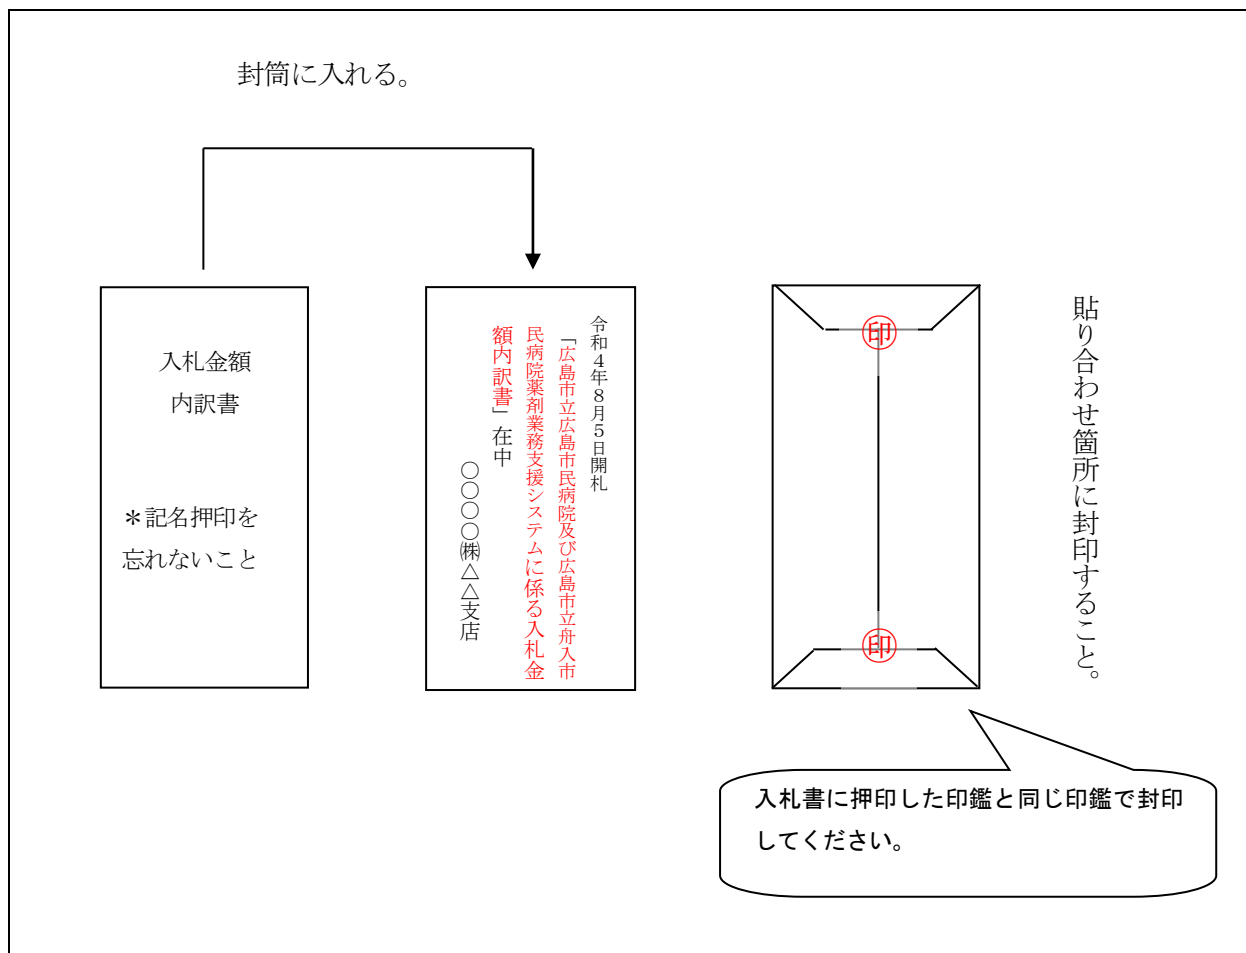 封筒に入れる。
入札金額
内訳書
＊記名押印を
忘れないこと
令和４年８月５日開札
「広島市立広島市民病院及び広島市立舟入市
民病院薬剤業務支援システムに係る入札金
額内訳書」在中
〇〇〇〇㈱△△支店
印
印
貼り合わせ箇所に封印すること。
入札書に押印した印鑑と同じ印鑑で封印
してください。